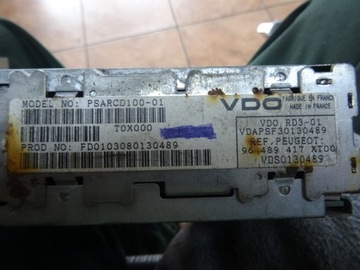 MODEL NO: PSARCD100-01
T0X000
PROD.NO: FD0103080130489
VDO
FABRIQUE EN FRANCE
MADE IN FRANCE
VDO RD3-01
VDAPSF30130489
REF.PEUGEOT:
96 489 417 XT00
VDS0130489